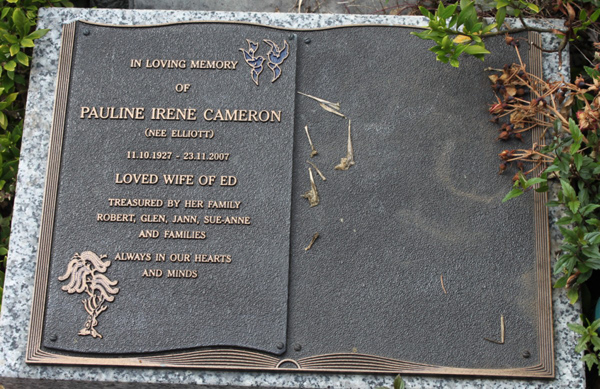 IN LOVING MEMORY
OF
PAULINE IRENE CAMERON
(NEE ELLIOTT)
11.10.1927 - 23.11.2007
LOVED WIFE OF ED
TREASURED BY HER FAMILY
ROBERT, GLEN, JANN, SUE-ANNE
AND FAMILIES
ALWAYS IN OUR HEARTS
AND MINDS